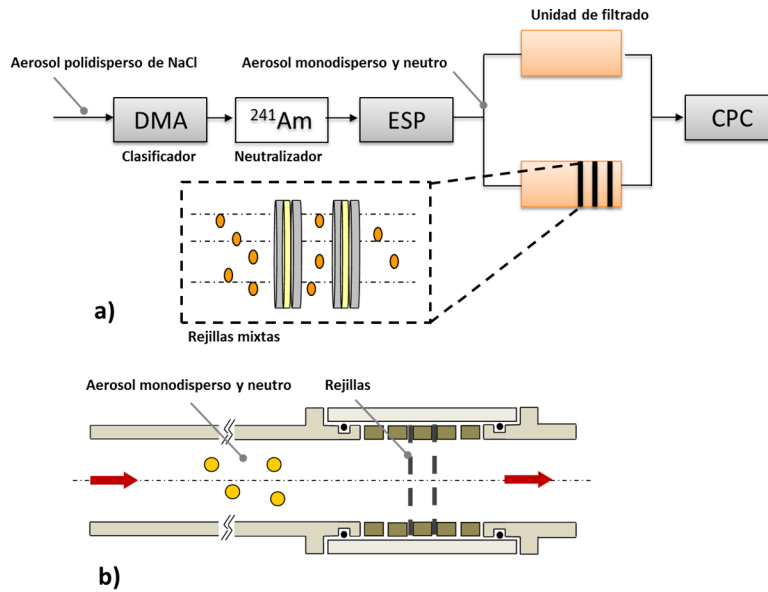 Unidad de filtrado
Aerosol polidisperso de NaCl
Aerosol monodisperso y neutro
DMA
²⁴¹Am
ESP
CPC
Clasificador
Neutralizador
a)
Rejillas mixtas
Aerosol monodisperso y neutro
Rejillas
b)